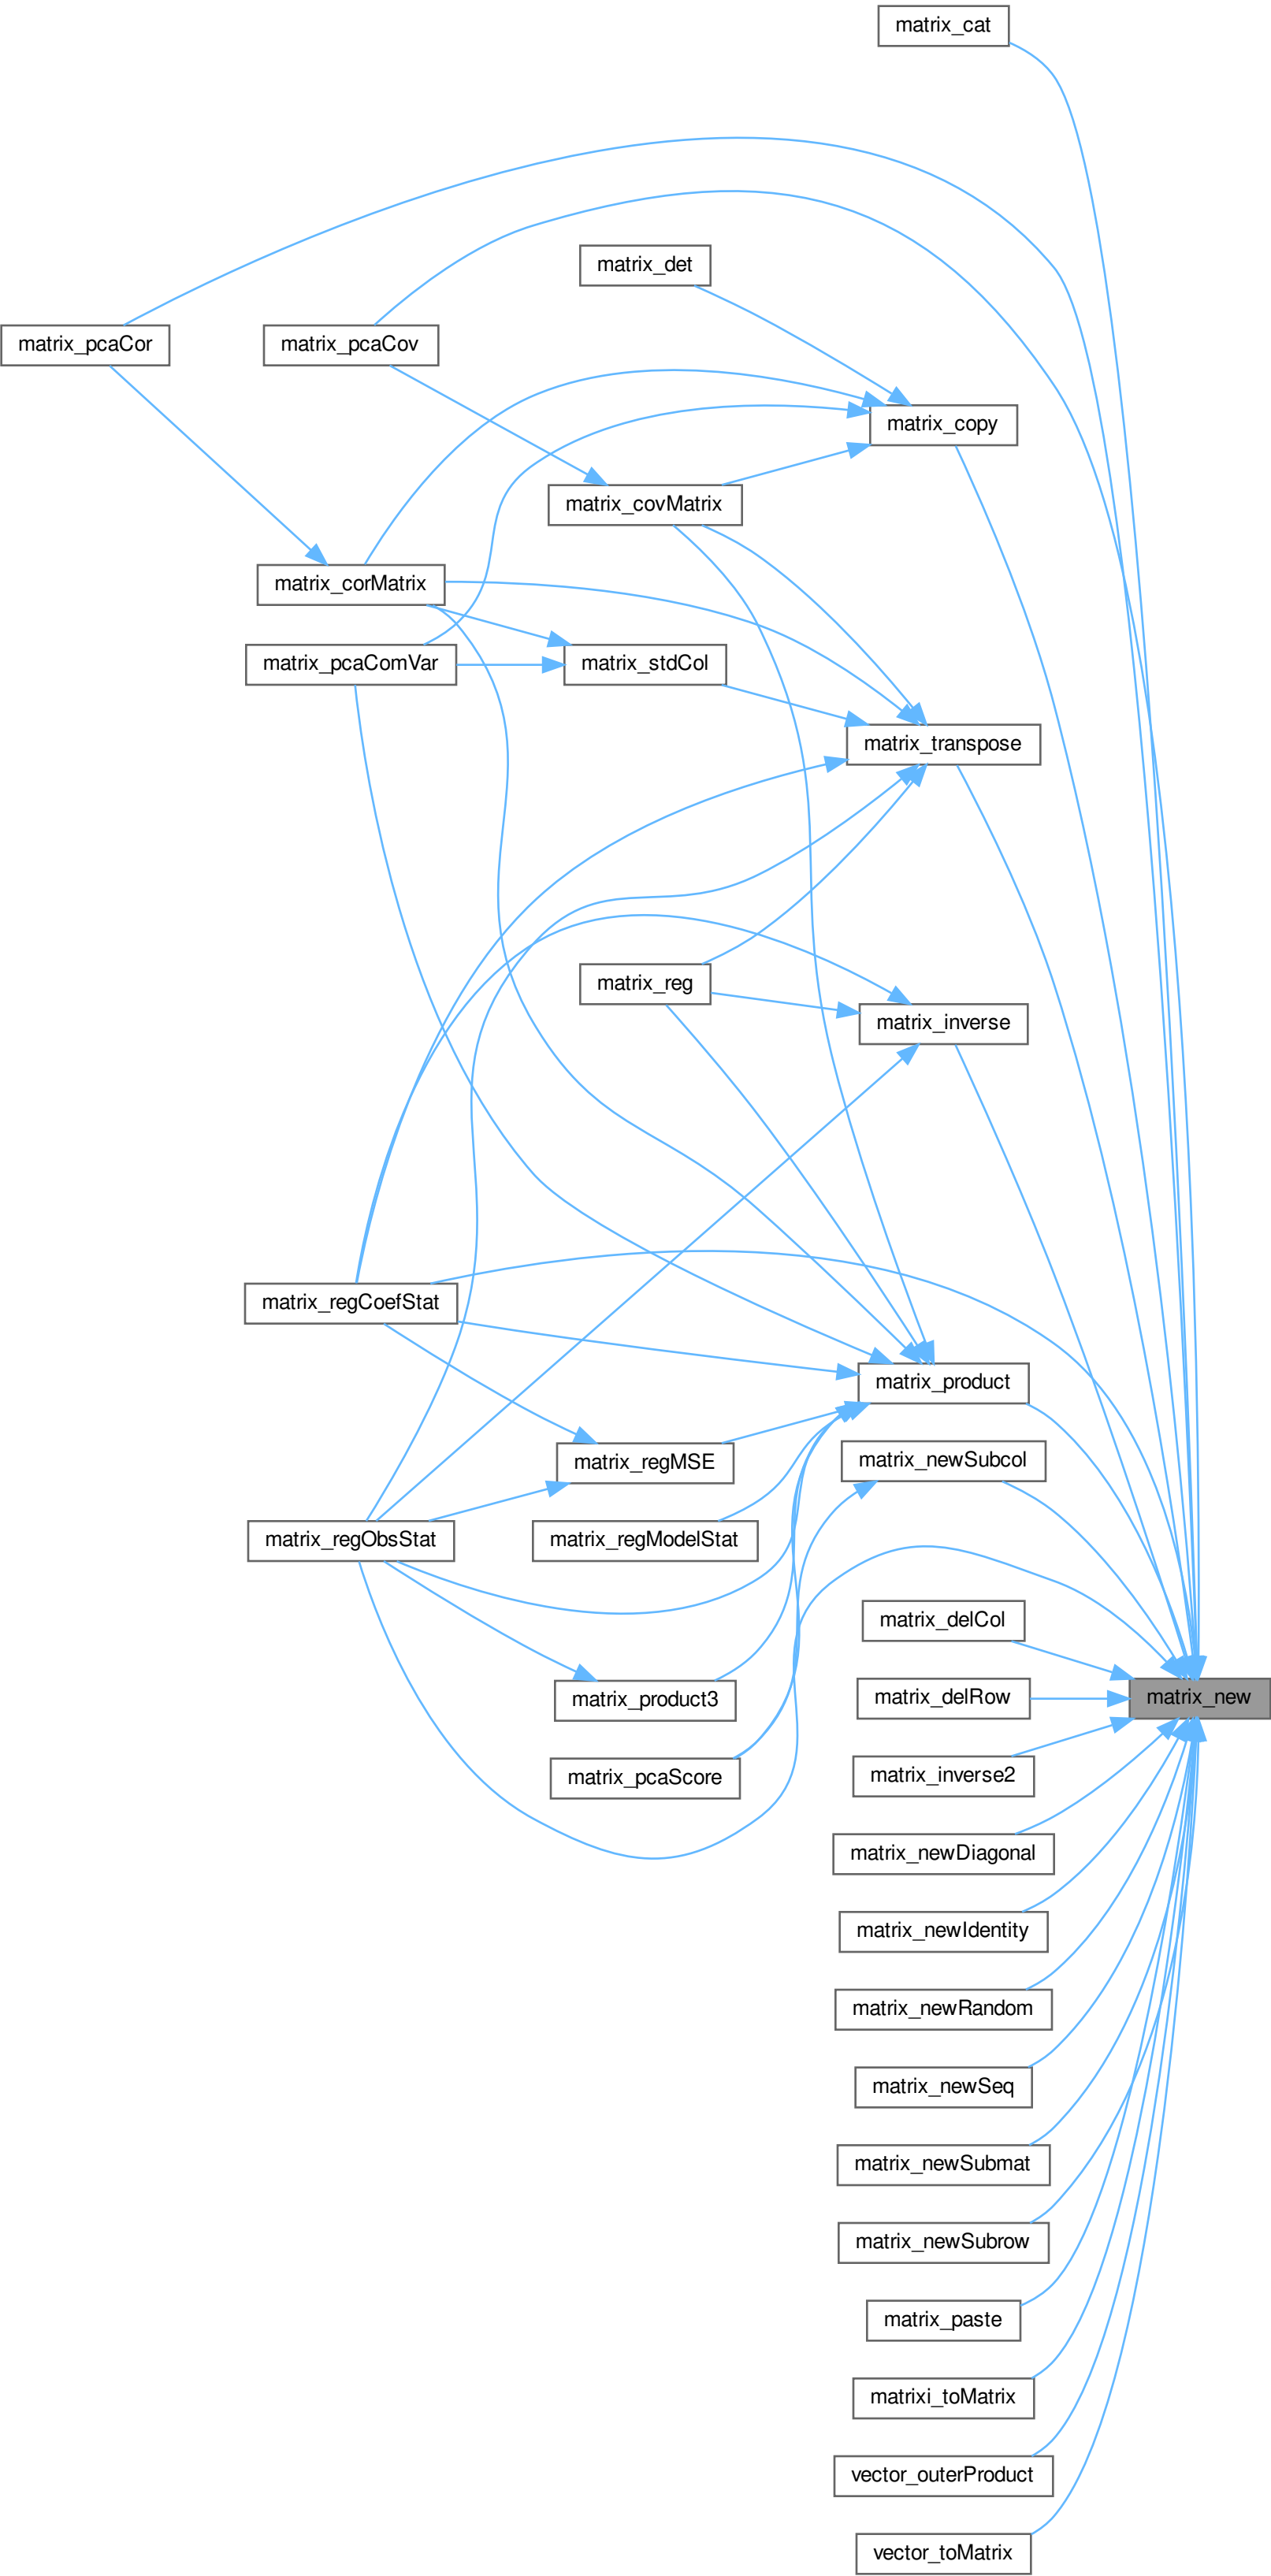 matrix_cat
matrix_det
matrix_pcaCor
matrix_pcaCov
matrix_copy
matrix_covMatrix
matrix_corMatrix
matrix_pcaComVar
matrix_stdCol
matrix_transpose
matrix_reg
matrix_inverse
matrix_regCoefStat
matrix_product
matrix_regMSE
matrix_newSubcol
matrix_regObsStat
matrix_regModelStat
matrix_delCol
matrix_product3
matrix_delRow
matrix_new
matrix_pcaScore
matrix_inverse2
matrix_newDiagonal
matrix_newIdentity
matrix_newRandom
matrix_newSeq
matrix_newSubmat
matrix_newSubrow
matrix_paste
matrixi_toMatrix
vector_outerProduct
vector_toMatrix